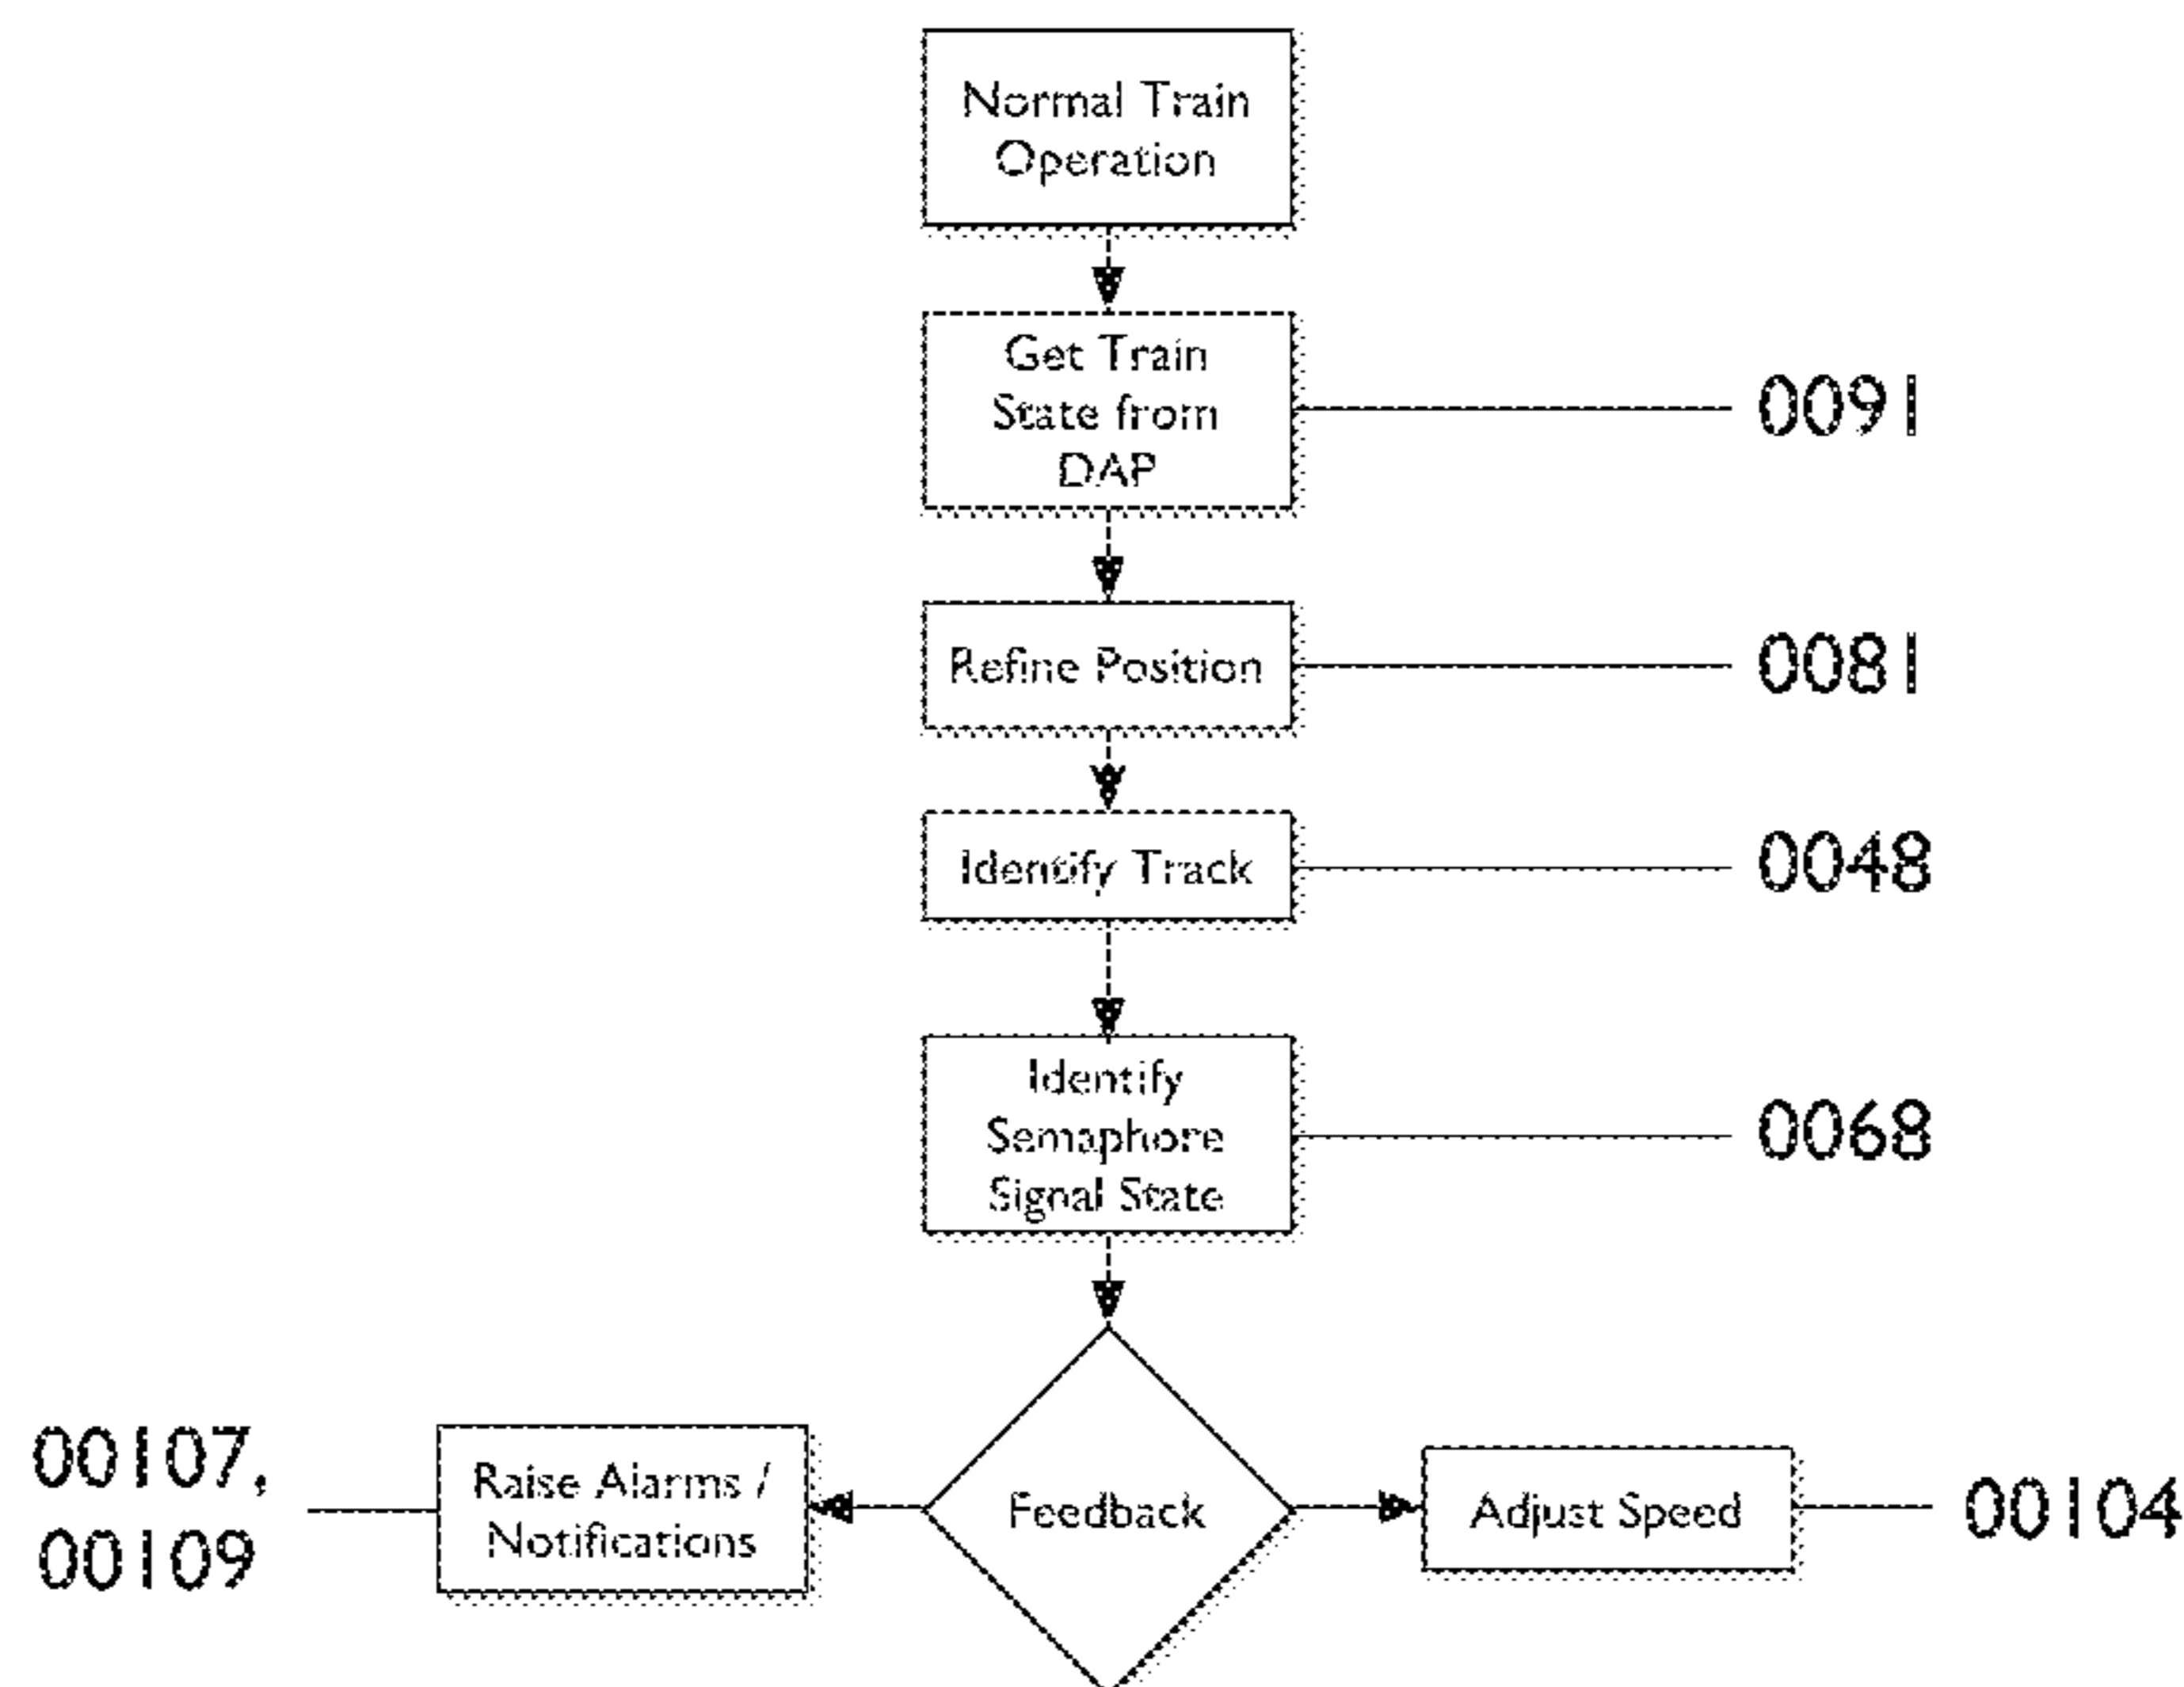 Normal Train
Operation
Get Train
State from
DAP
0091
Refine Position
0081
Identify Track
0048
Identify
Semaphore
Signal State
0068
00107,
00109
Raise Alarms /
Notifications
Feedback
Adjust Speed
00104